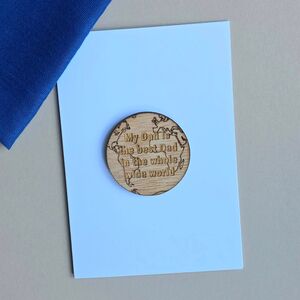 My Dad is
the best Dad
in the whole
wide world